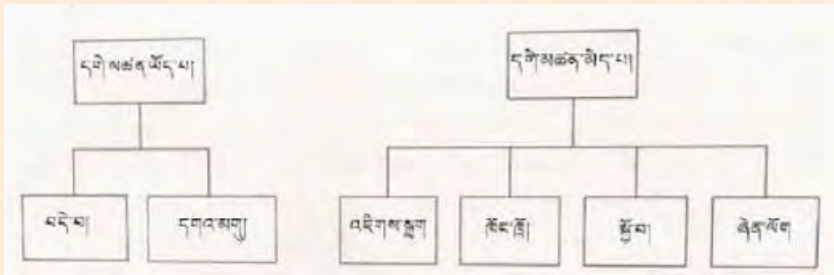 དགེ་མཚན་ཡོད་པ།
དགེ་མཚན་མེད་པ།
བདེ་བ།
དགའ་མགུ།
འཇིགས་སྐྲག
ཁོང་ཁྲོ།
སྐྱོ་བ།
ཞེན་ལོག